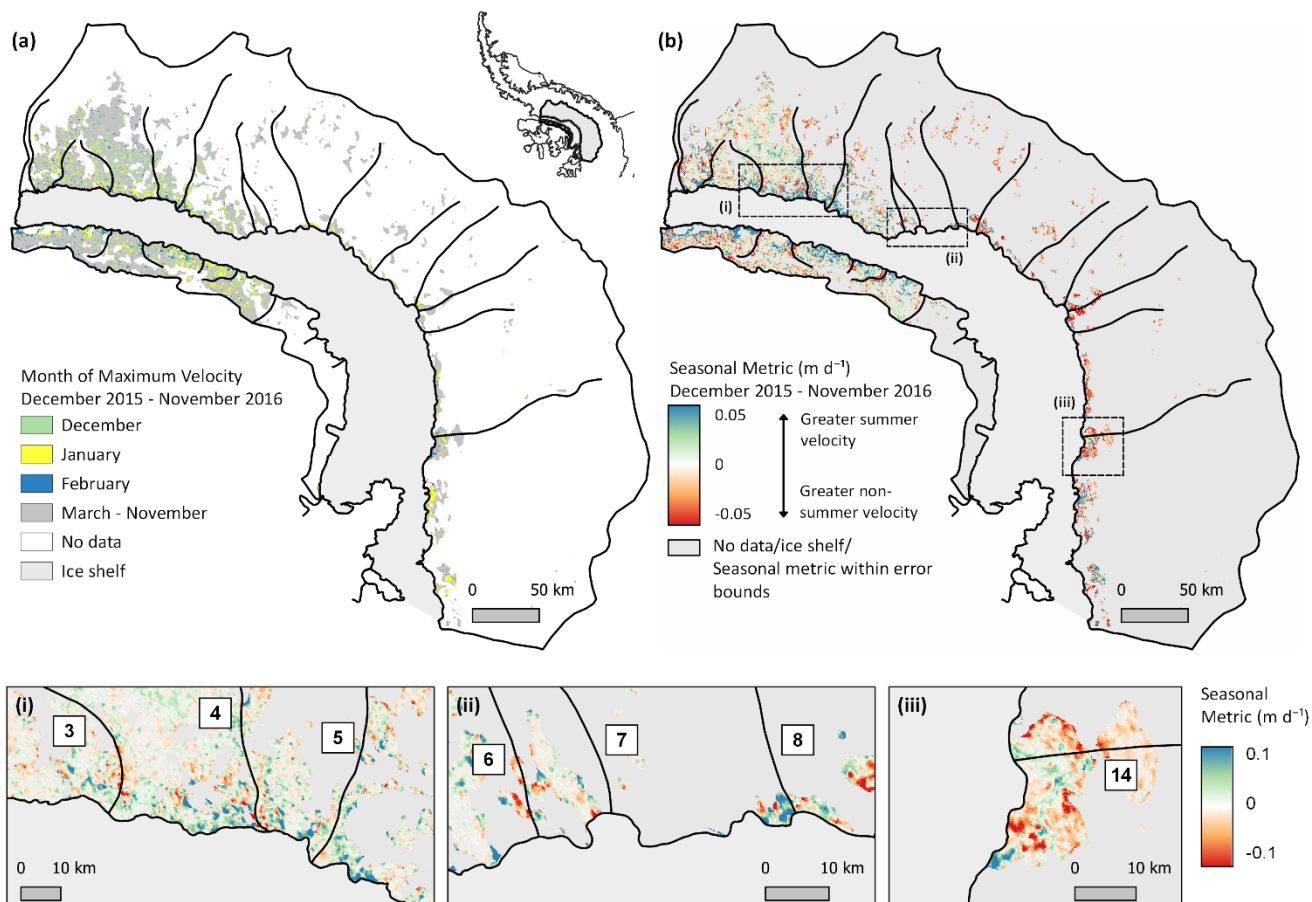 (a)
Month of Maximum Velocity
December 2015 - November 2016
December
January
February
March - November
No data
Ice shelf
0 50 km
(b)
(i)
(ii)
(iii)
Seasonal Metric (m d⁻¹)
December 2015 - November 2016
0.05
0
-0.05
Greater summer
velocity
Greater non-
summer velocity
No data/ice shelf/
Seasonal metric within error
bounds
0 50 km
(i)
3
4
5
0 10 km
(ii)
6
7
8
0 10 km
(iii)
14
0 10 km
Seasonal
Metric (m d⁻¹)
0.1
0
-0.1